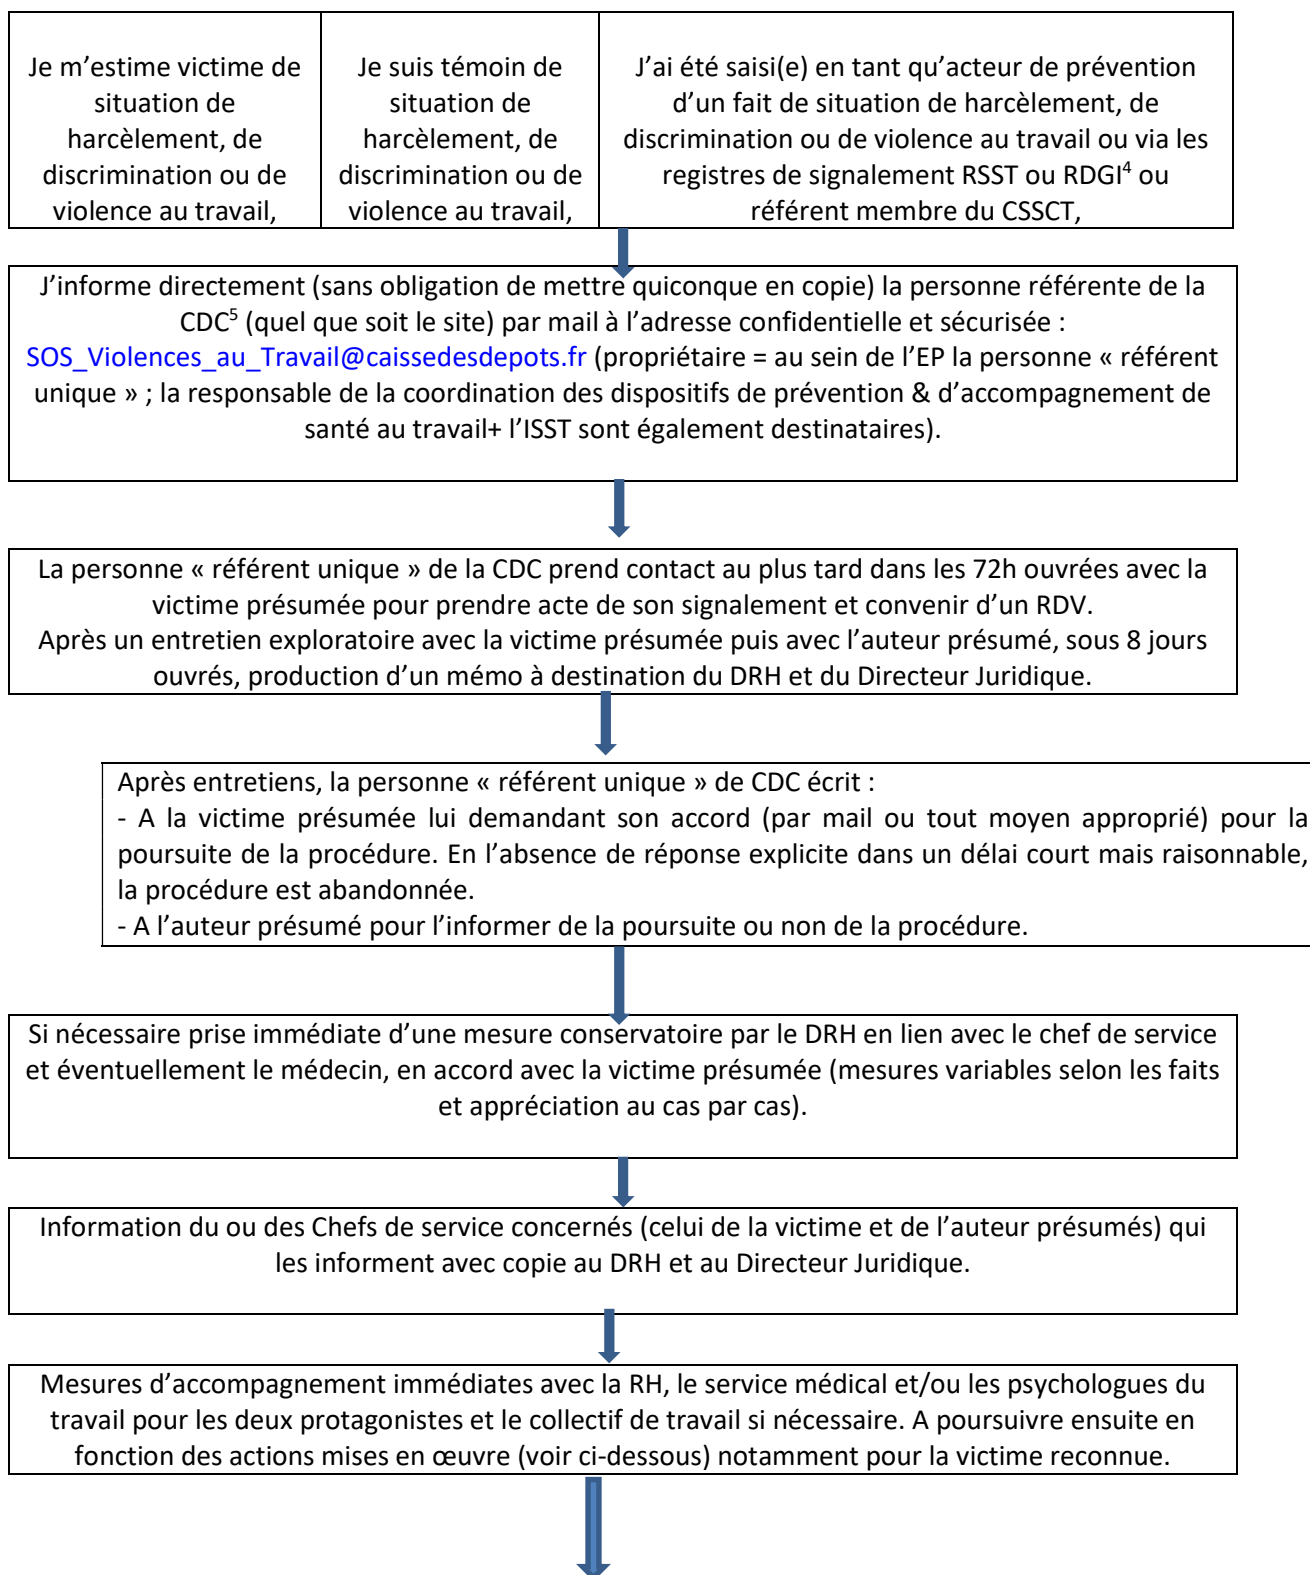 Je m’estime victime de
situation de
harcèlement, de
discrimination ou de
violence au travail,
Je suis témoin de
situation de
harcèlement, de
discrimination ou de
violence au travail,
J’ai été saisi(e) en tant qu’acteur de prévention
d’un fait de situation de harcèlement, de
discrimination ou de violence au travail ou via les
registres de signalement RSST ou RDGI⁴ ou
référent membre du CSSCT,
J’informe directement (sans obligation de mettre quiconque en copie) la personne référente de la
CDC⁵ (quel que soit le site) par mail à l’adresse confidentielle et sécurisée :
SOS_Violences_au_Travail@caissedesdepots.fr (propriétaire = au sein de l’EP la personne « référent
unique » ; la responsable de la coordination des dispositifs de prévention & d’accompagnement de
santé au travail+ l’ISST sont également destinataires).
La personne « référent unique » de la CDC prend contact au plus tard dans les 72h ouvrées avec la
victime présumée pour prendre acte de son signalement et convenir d’un RDV.
Après un entretien exploratoire avec la victime présumée puis avec l’auteur présumé, sous 8 jours
ouvrés, production d’un mémo à destination du DRH et du Directeur Juridique.
Après entretiens, la personne « référent unique » de CDC écrit :
- A la victime présumée lui demandant son accord (par mail ou tout moyen approprié) pour la
poursuite de la procédure. En l’absence de réponse explicite dans un délai court mais raisonnable,
la procédure est abandonnée.
- A l’auteur présumé pour l’informer de la poursuite ou non de la procédure.
Si nécessaire prise immédiate d’une mesure conservatoire par le DRH en lien avec le chef de service
et éventuellement le médecin, en accord avec la victime présumée (mesures variables selon les faits
et appréciation au cas par cas).
Information du ou des Chefs de service concernés (celui de la victime et de l’auteur présumés) qui
les informent avec copie au DRH et au Directeur Juridique.
Mesures d’accompagnement immédiates avec la RH, le service médical et/ou les psychologues du
travail pour les deux protagonistes et le collectif de travail si nécessaire. A poursuivre ensuite en
fonction des actions mises en œuvre (voir ci-dessous) notamment pour la victime reconnue.